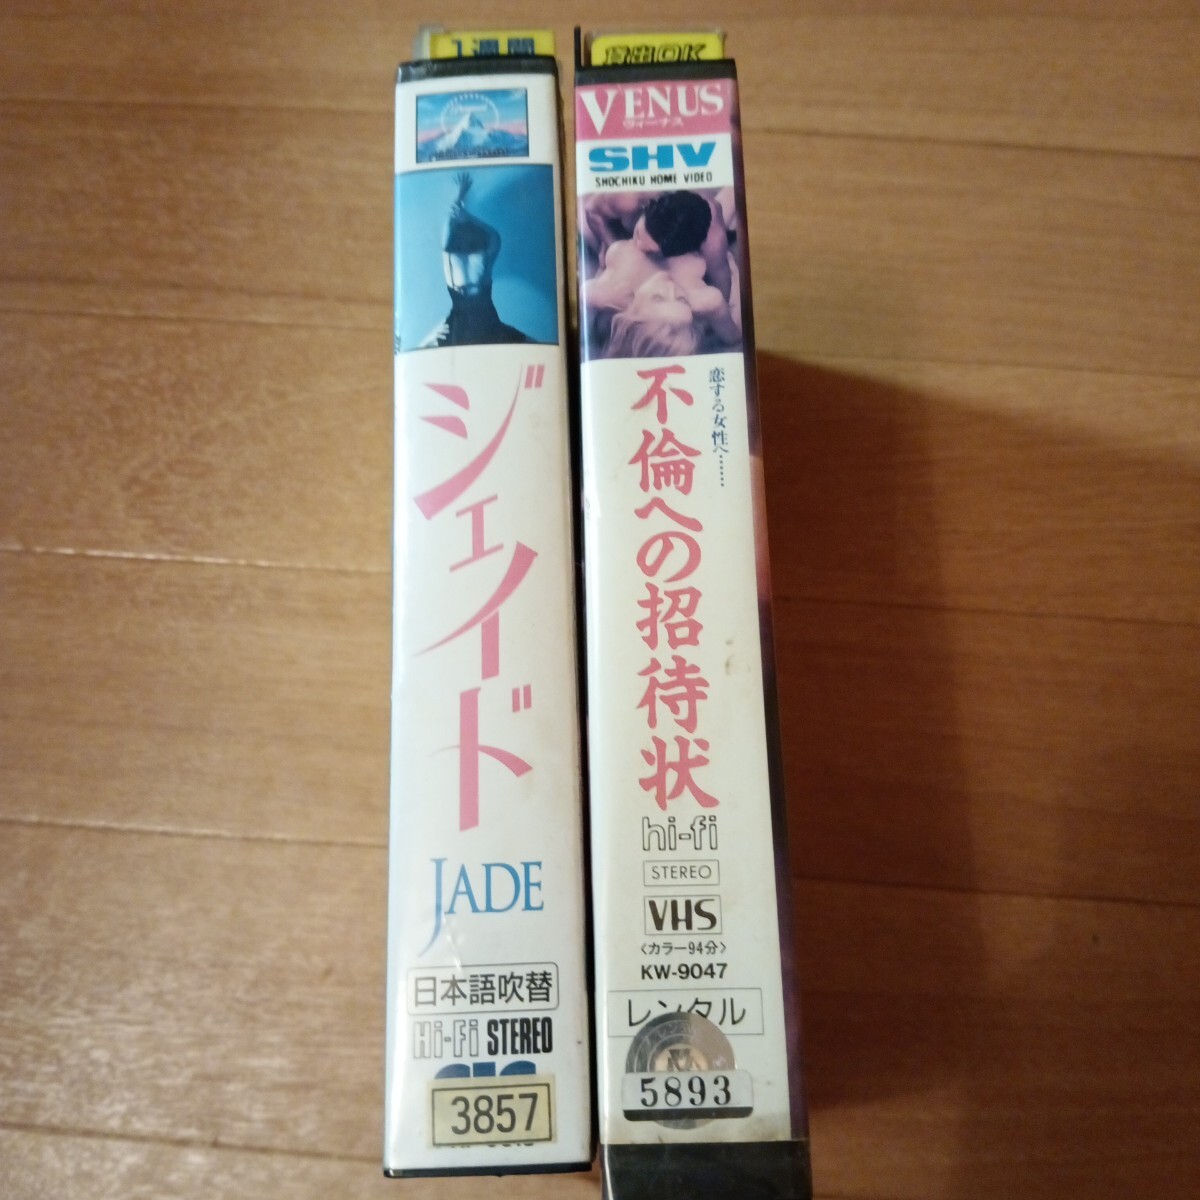 1週間
ジェイド
JADE
日本語吹替
Hi-Fi STEREO
CIC
3857
貸出OK
VENUS
ヴィーナス
SHV
SHOCHIKU HOME VIDEO
恋する女性へ……
不倫への招待状
hi-fi
STEREO
VHS
〈カラー94分〉
KW-9047
レンタル
5893